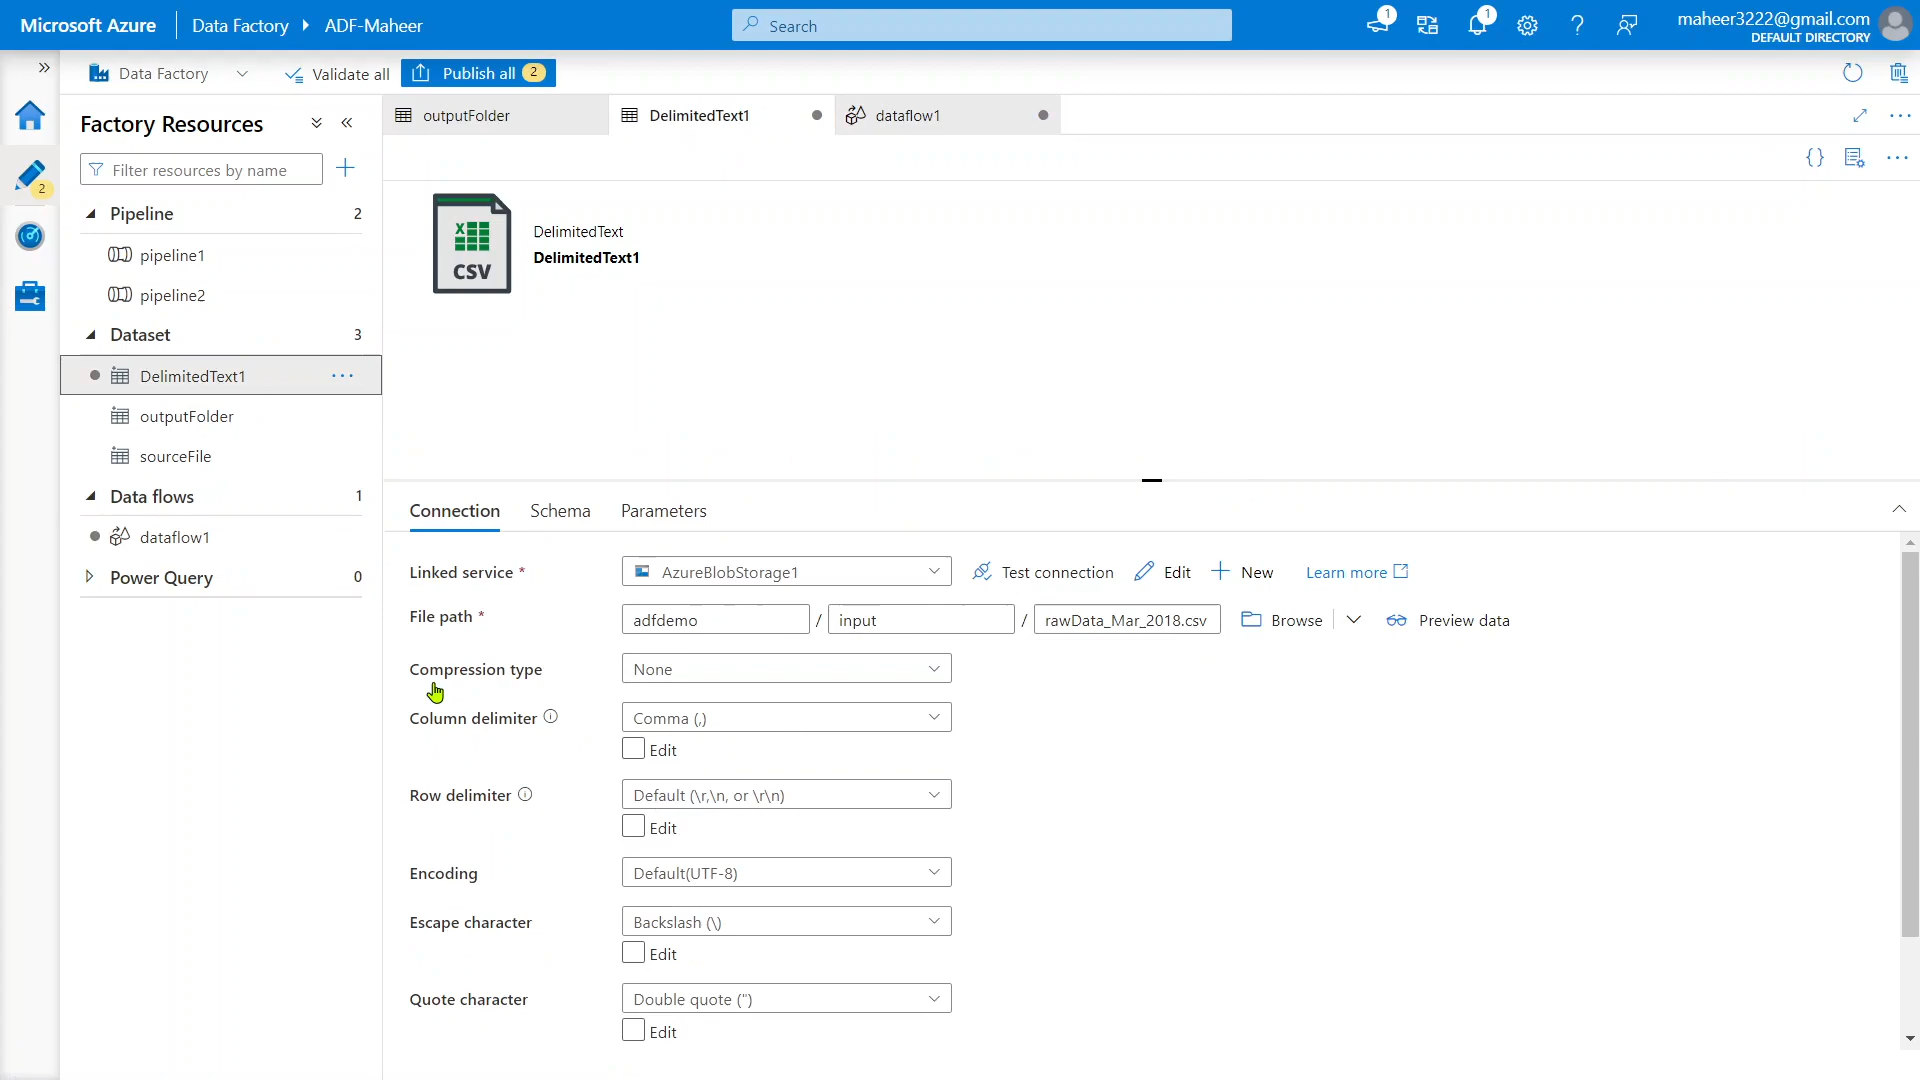 Microsoft Azure Data Factory ADF-Maheer Search 1 1 maheer3222@gmail.com
DEFAULT DIRECTORY
Data Factory Validate all Publish all 2
Factory Resources
outputFolder DelimitedText1 dataflow1
Filter resources by name
2
Pipeline 2
pipeline1
pipeline2
Dataset 3
DelimitedText1 ...
outputFolder
sourceFile
Data flows 1
dataflow1
Power Query 0
X
CSV
DelimitedText
DelimitedText1
Connection Schema Parameters
Linked service * AzureBlobStorage1 Test connection Edit New Learn more
File path * adfdemo / input / rawData_Mar_2018.csv Browse Preview data
Compression type None
Column delimiter Comma (,)
Edit
Row delimiter Default (\r,\n, or \r\n)
Edit
Encoding Default(UTF-8)
Escape character Backslash (\)
Edit
Quote character Double quote (")
Edit